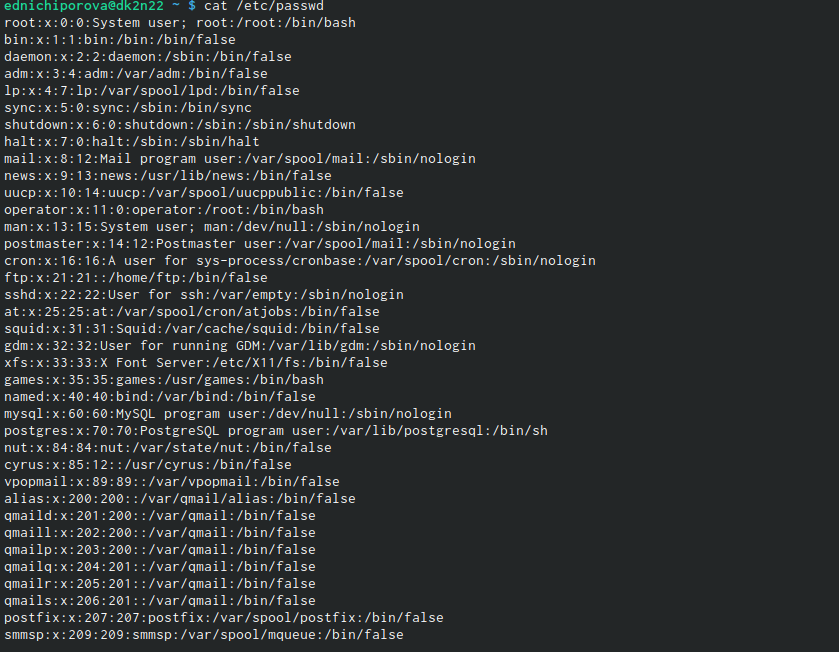 ednichiporova@dk2n22 ~ $ cat /etc/passwd
root:x:0:0:System user; root:/root:/bin/bash
bin:x:1:1:bin:/bin:/bin/false
daemon:x:2:2:daemon:/sbin:/bin/false
adm:x:3:4:adm:/var/adm:/bin/false
lp:x:4:7:lp:/var/spool/lpd:/bin/false
sync:x:5:0:sync:/sbin:/bin/sync
shutdown:x:6:0:shutdown:/sbin:/sbin/shutdown
halt:x:7:0:halt:/sbin:/sbin/halt
mail:x:8:12:Mail program user:/var/spool/mail:/sbin/nologin
news:x:9:13:news:/usr/lib/news:/bin/false
uucp:x:10:14:uucp:/var/spool/uucppublic:/bin/false
operator:x:11:0:operator:/root:/bin/bash
man:x:13:15:System user; man:/dev/null:/sbin/nologin
postmaster:x:14:12:Postmaster user:/var/spool/mail:/sbin/nologin
cron:x:16:16:A user for sys-process/cronbase:/var/spool/cron:/sbin/nologin
ftp:x:21:21::/home/ftp:/bin/false
sshd:x:22:22:User for ssh:/var/empty:/sbin/nologin
at:x:25:25:at:/var/spool/cron/atjobs:/bin/false
squid:x:31:31:Squid:/var/cache/squid:/bin/false
gdm:x:32:32:User for running GDM:/var/lib/gdm:/sbin/nologin
xfs:x:33:33:X Font Server:/etc/X11/fs:/bin/false
games:x:35:35:games:/usr/games:/bin/bash
named:x:40:40:bind:/var/bind:/bin/false
mysql:x:60:60:MySQL program user:/dev/null:/sbin/nologin
postgres:x:70:70:PostgreSQL program user:/var/lib/postgresql:/bin/sh
nut:x:84:84:nut:/var/state/nut:/bin/false
cyrus:x:85:12::/usr/cyrus:/bin/false
vpopmail:x:89:89::/var/vpopmail:/bin/false
alias:x:200:200::/var/qmail/alias:/bin/false
qmaild:x:201:200::/var/qmail:/bin/false
qmaill:x:202:200::/var/qmail:/bin/false
qmailp:x:203:200::/var/qmail:/bin/false
qmailq:x:204:201::/var/qmail:/bin/false
qmailr:x:205:201::/var/qmail:/bin/false
qmails:x:206:201::/var/qmail:/bin/false
postfix:x:207:207:postfix:/var/spool/postfix:/bin/false
smmsp:x:209:209:smmsp:/var/spool/mqueue:/bin/false